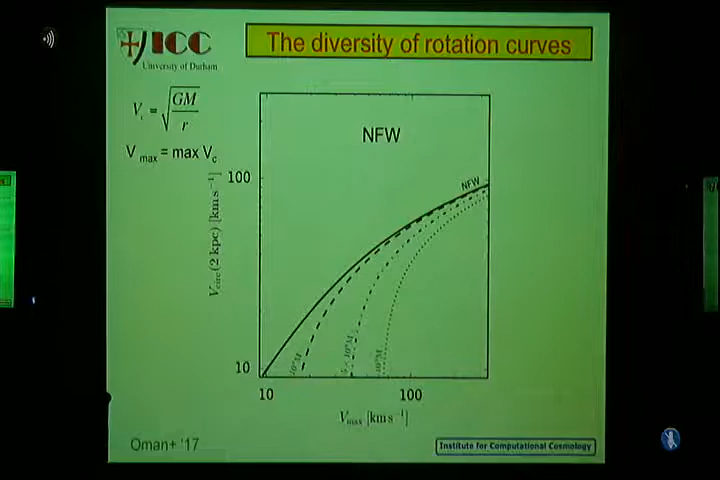 ICC
University of Durham
The diversity of rotation curves
V_c = √(GM/r)
V max = max V_c
NFW
NFW
100
10
V_circ(2 kpc) [km s⁻¹]
10
100
V_max [km s⁻¹]
Oman+ '17
Institute for Computational Cosmology